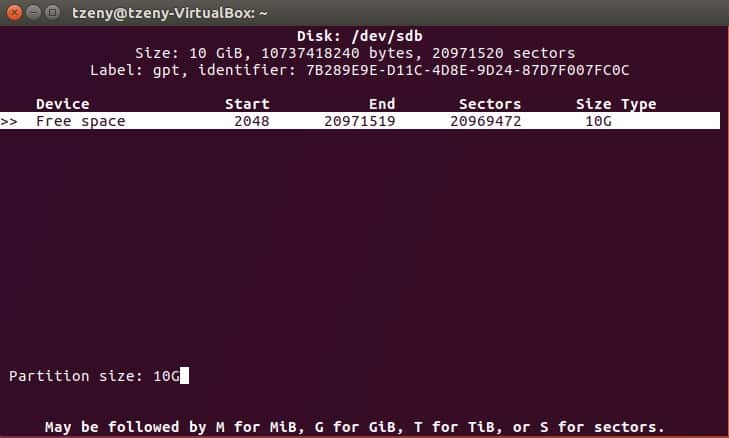 tzeny@tzeny-VirtualBox: ~
Disk: /dev/sdb
Size: 10 GiB, 10737418240 bytes, 20971520 sectors
Label: gpt, identifier: 7B289E9E-D11C-4D8E-9D24-87D7F007FC0C
Device Start End Sectors Size Type
>> Free space 2048 20971519 20969472 10G
Partition size: 10G
May be followed by M for MiB, G for GiB, T for TiB, or S for sectors.